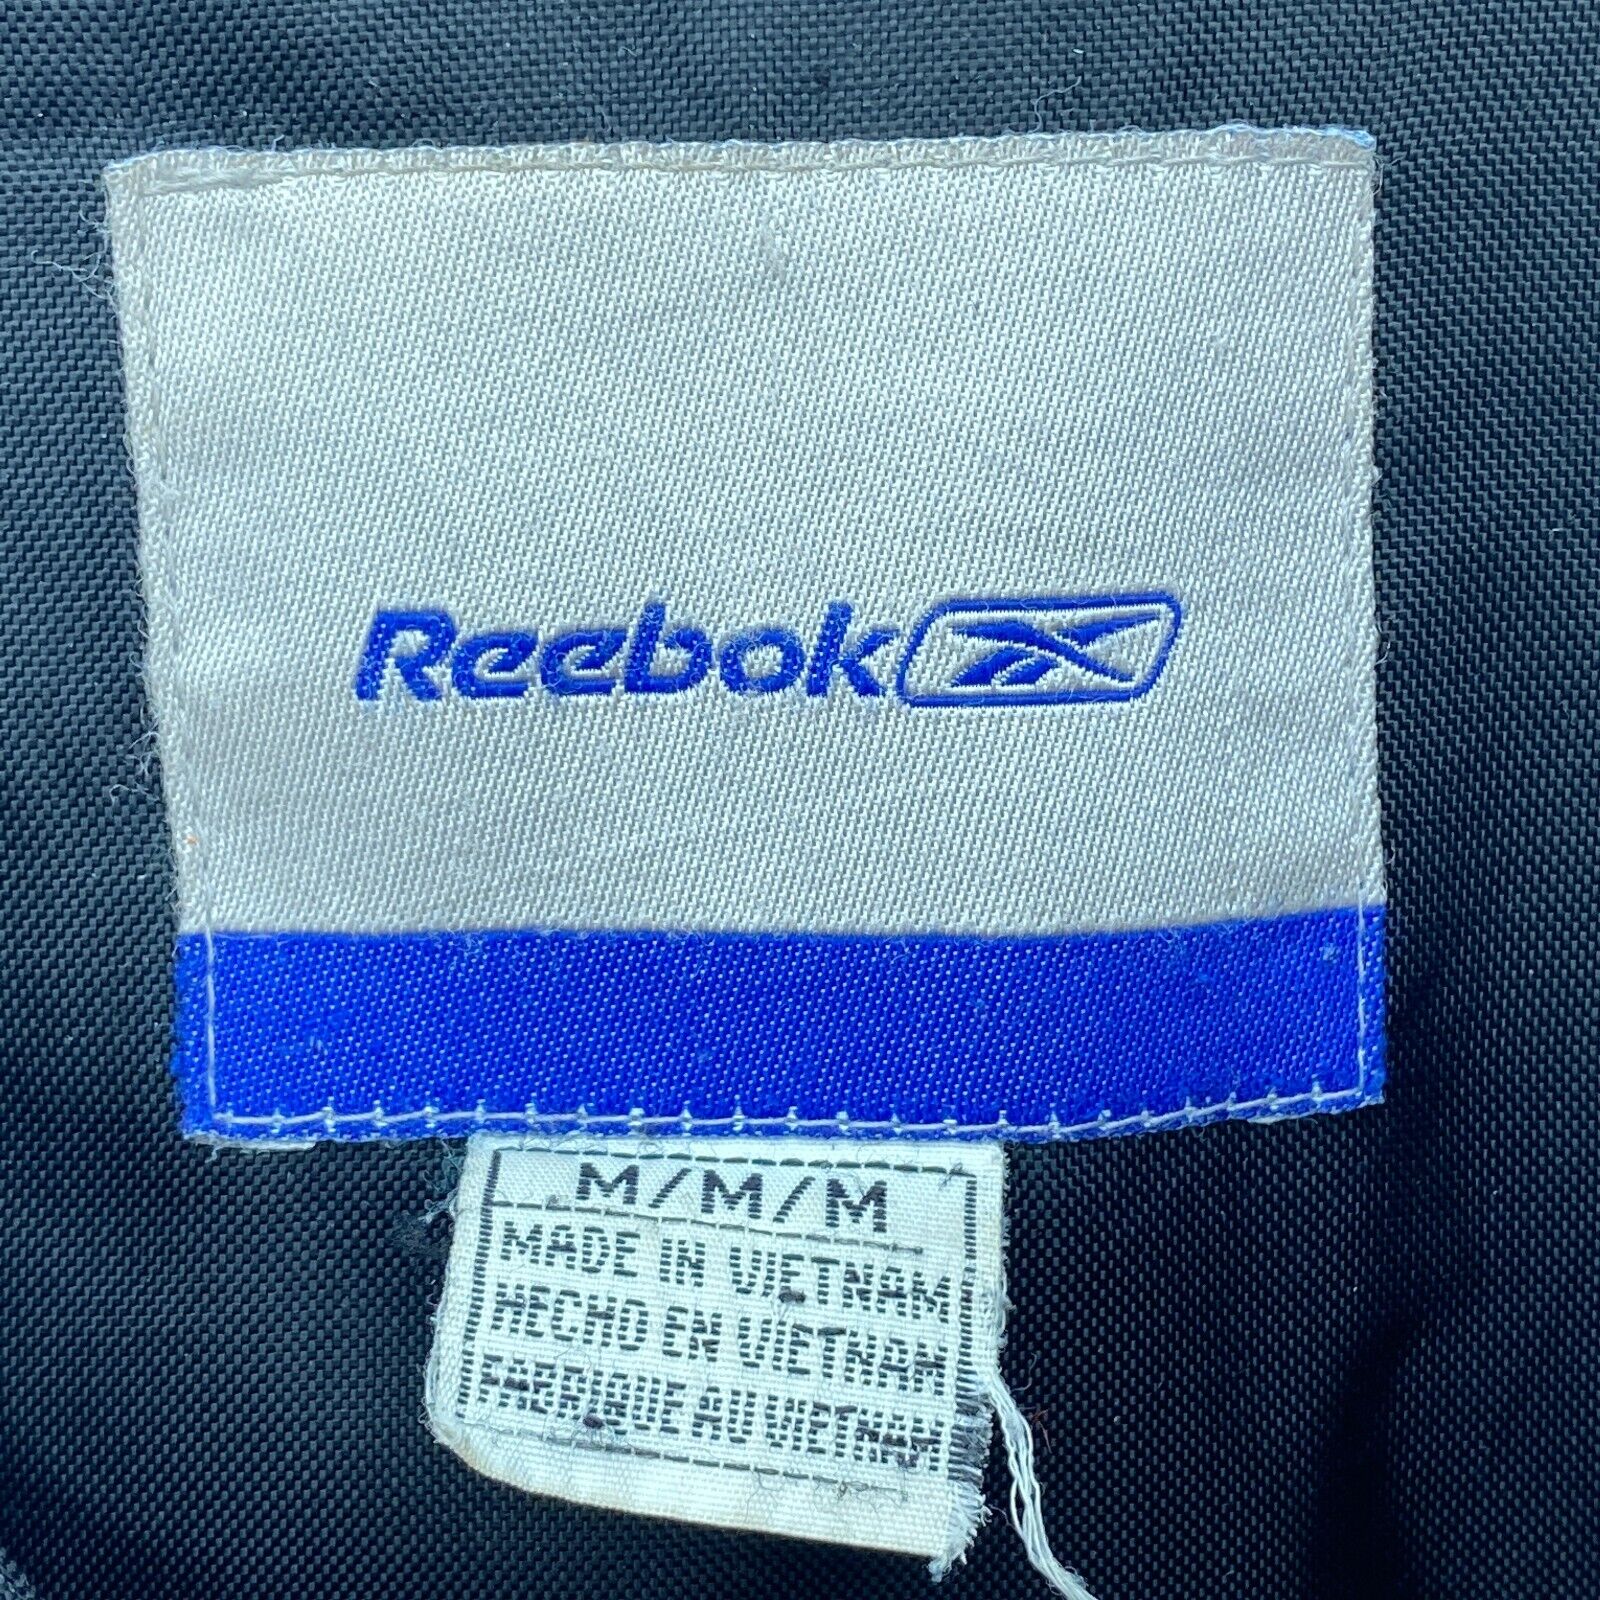 Reebok
M/M/M
MADE IN VIETNAM
HECHO EN VIETNAM
FABRIQUE AU VIETNAM